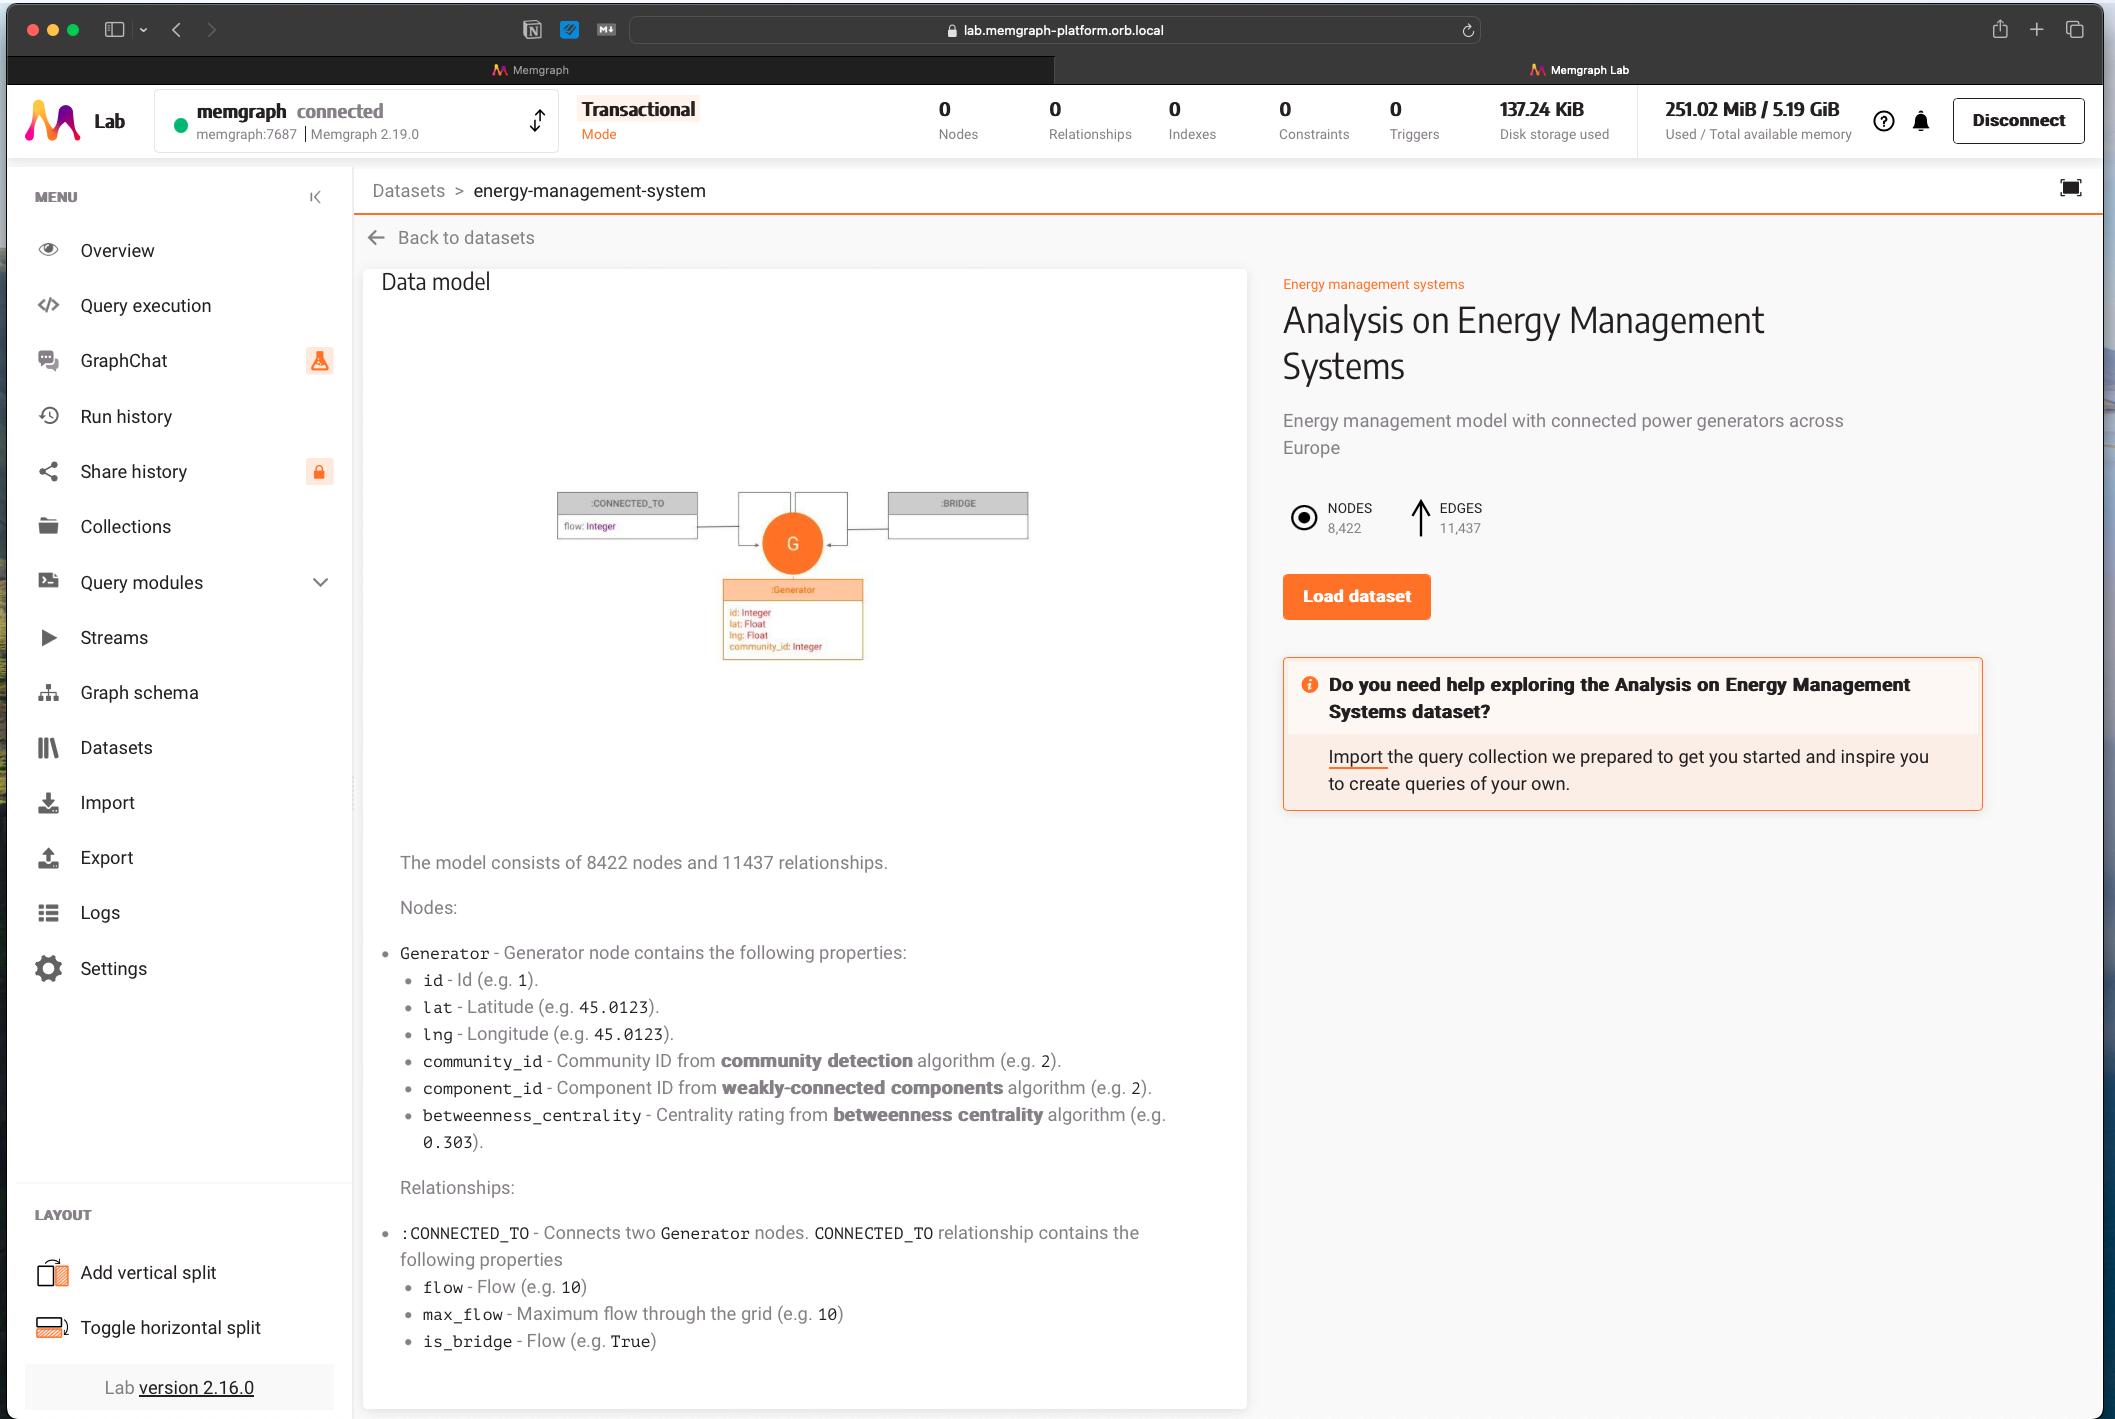 lab.memgraph-platform.orb.local
Memgraph
Memgraph Lab
Lab
memgraph connected
memgraph:7687 | Memgraph 2.19.0
Transactional
Mode
0
Nodes
0
Relationships
0
Indexes
0
Constraints
0
Triggers
137.24 KiB
Disk storage used
251.02 MiB / 5.19 GiB
Used / Total available memory
Disconnect
MENU
Overview
Query execution
GraphChat
Run history
Share history
Collections
Query modules
Streams
Graph schema
Datasets
Import
Export
Logs
Settings
LAYOUT
Add vertical split
Toggle horizontal split
Lab version 2.16.0
Datasets > energy-management-system
Back to datasets
Data model
:CONNECTED_TO
flow: Integer
G
:BRIDGE
:Generator
id: Integer
lat: Float
lng: Float
community_id: Integer
The model consists of 8422 nodes and 11437 relationships.
Nodes:
• Generator - Generator node contains the following properties:
• id - Id (e.g. 1).
• lat - Latitude (e.g. 45.0123).
• lng - Longitude (e.g. 45.0123).
• community_id - Community ID from community detection algorithm (e.g. 2).
• component_id - Component ID from weakly-connected components algorithm (e.g. 2).
• betweenness_centrality - Centrality rating from betweenness centrality algorithm (e.g.
0.303).
Relationships:
• :CONNECTED_TO - Connects two Generator nodes. CONNECTED_TO relationship contains the
following properties
• flow - Flow (e.g. 10)
• max_flow - Maximum flow through the grid (e.g. 10)
• is_bridge - Flow (e.g. True)
Energy management systems
Analysis on Energy Management
Systems
Energy management model with connected power generators across
Europe
NODES
8,422
EDGES
11,437
Load dataset
Do you need help exploring the Analysis on Energy Management
Systems dataset?
Import the query collection we prepared to get you started and inspire you
to create queries of your own.